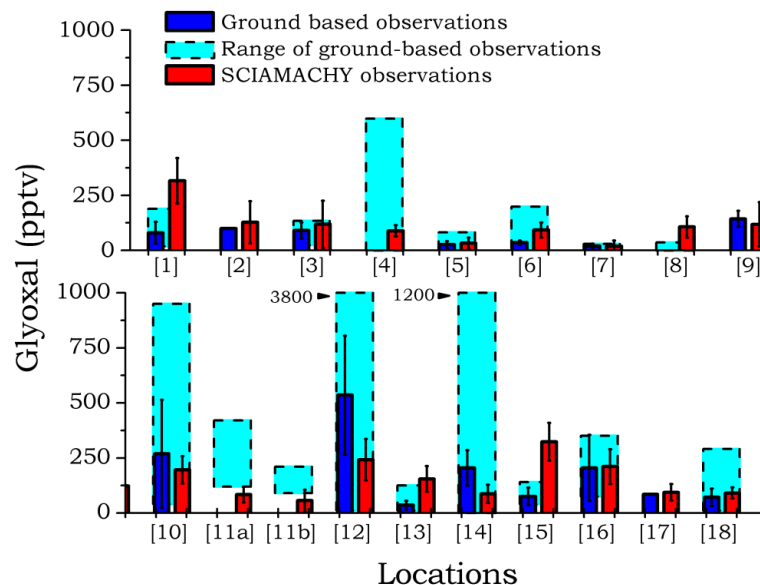 Ground based observations
Range of ground-based observations
SCIAMACHY observations
1000
750
500
250
0
[1] [2] [3] [4] [5] [6] [7] [8] [9]
Glyoxal (pptv)
1000
750
500
250
0
3800
1200
[10] [11a] [11b] [12] [13] [14] [15] [16] [17] [18]
Locations